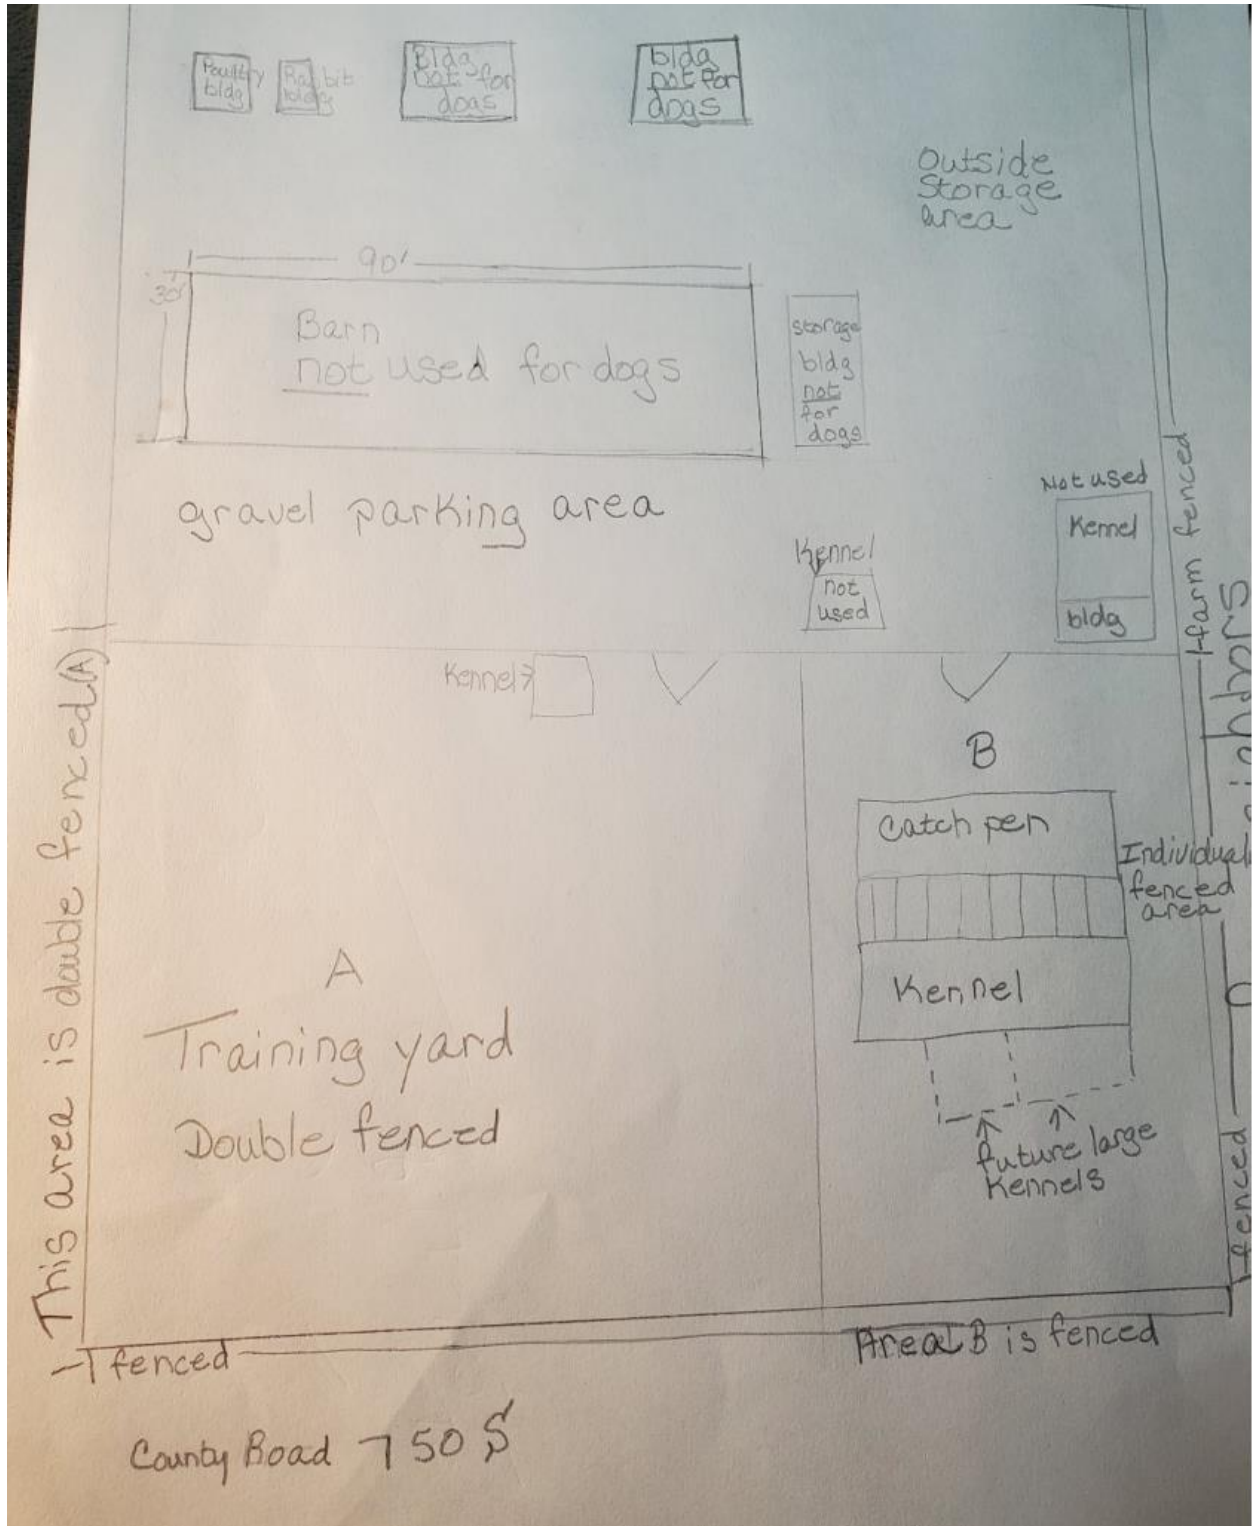 Poultry
bldg
Rabbit
bldg
Bldg
not for
dogs
bldg
not for
dogs
Outside
Storage
area
90'
30'
Barn
not used for dogs
storage
bldg
not
for
dogs
gravel parking area
Kennel
not
used
Not used
Kennel
bldg
farm fenced
neighbors
Kennel
This area is double fenced (A)
B
Catch pen
Individual
fenced
area
Kennel
A
Training yard
Double fenced
future large
Kennels
fenced
fenced
Area B is fenced
County Road 750 S